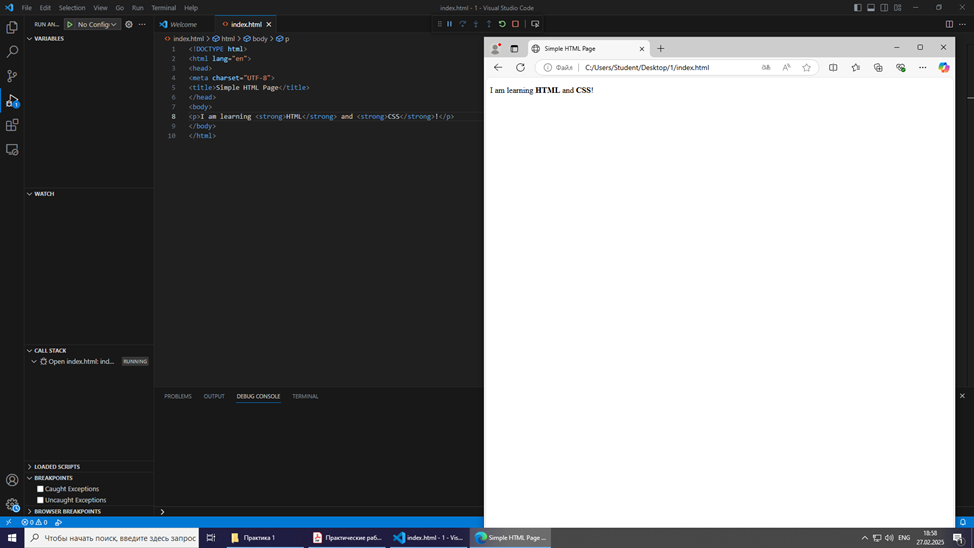 File Edit Selection View Go Run Terminal Help
index.html - 1 - Visual Studio Code
RUN AN... No Config
Welcome
index.html
index.html > html > body > p
VARIABLES
1 <!DOCTYPE html>
2 <html lang="en">
3 <head>
4 <meta charset="UTF-8">
5 <title>Simple HTML Page</title>
6 </head>
7 <body>
8 <p>I am learning <strong>HTML</strong> and <strong>CSS</strong>!</p>
9 </body>
10 </html>
WATCH
CALL STACK
Open index.html: ind... RUNNING
LOADED SCRIPTS
BREAKPOINTS
Caught Exceptions
Uncaught Exceptions
BROWSER BREAKPOINTS
PROBLEMS OUTPUT DEBUG CONSOLE TERMINAL
Simple HTML Page
Файл C:/Users/Student/Desktop/1/index.html
I am learning HTML and CSS!
0 0
Чтобы начать поиск, введите здесь запрос
Практика 1
Практические раб...
index.html - 1 - Vis...
Simple HTML Page ...
ENG
18:58
27.02.2025